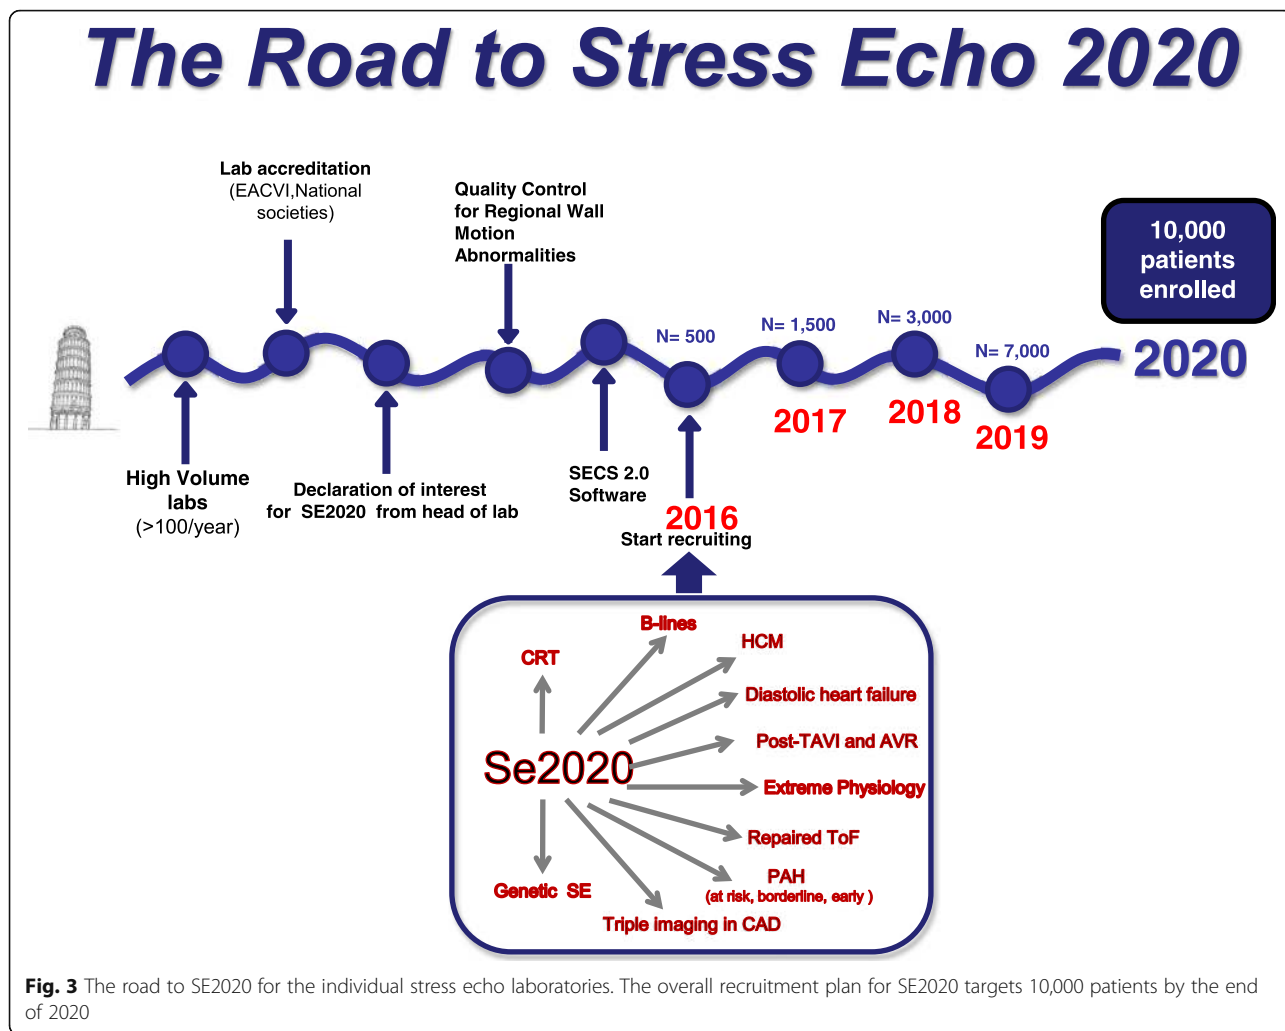 The Road to Stress Echo 2020
Lab accreditation
(EACVI,National
societies)
Quality Control
for Regional Wall
Motion
Abnormalities
10,000
patients
enrolled
N= 500
N= 1,500
N= 3,000
N= 7,000
2020
2017
2018
2019
High Volume
labs
(>100/year)
Declaration of interest
for SE2020 from head of lab
SECS 2.0
Software
2016
Start recruiting
B-lines
HCM
CRT
Diastolic heart failure
Post-TAVI and AVR
Se2020
Extreme Physiology
Repaired ToF
PAH
(at risk, borderline, early )
Genetic SE
Triple imaging in CAD
Fig. 3 The road to SE2020 for the individual stress echo laboratories. The overall recruitment plan for SE2020 targets 10,000 patients by the end
of 2020